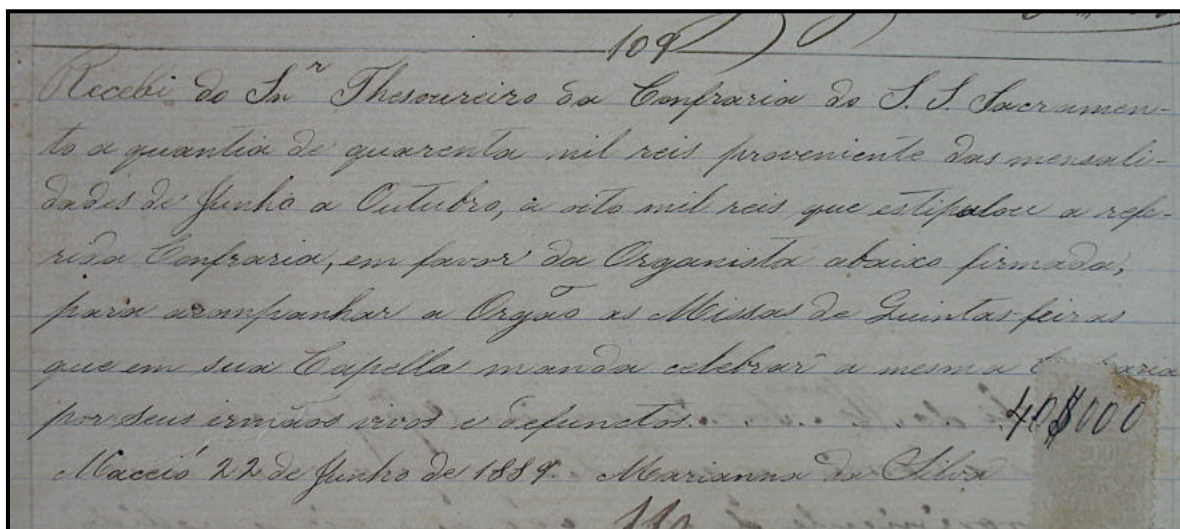 109
Recebi do Snr Thesoureiro da Confraria do S. S. Sacramen-
to a quantia de quarenta mil reis proveniente das mensali-
dades de Junho a Outubro, a oito mil reis que estipulou a refe-
rida Confraria, em favor da Organista abaixo firmada,
para acompanhar a Orgão as Missas de Quintas-feiras
que em sua Capella manda celebrar a mesma
por seus irmãos vivos e defunctos. 40$000
Maceió 22 de Junho de 1889. Marianna da Silva
110